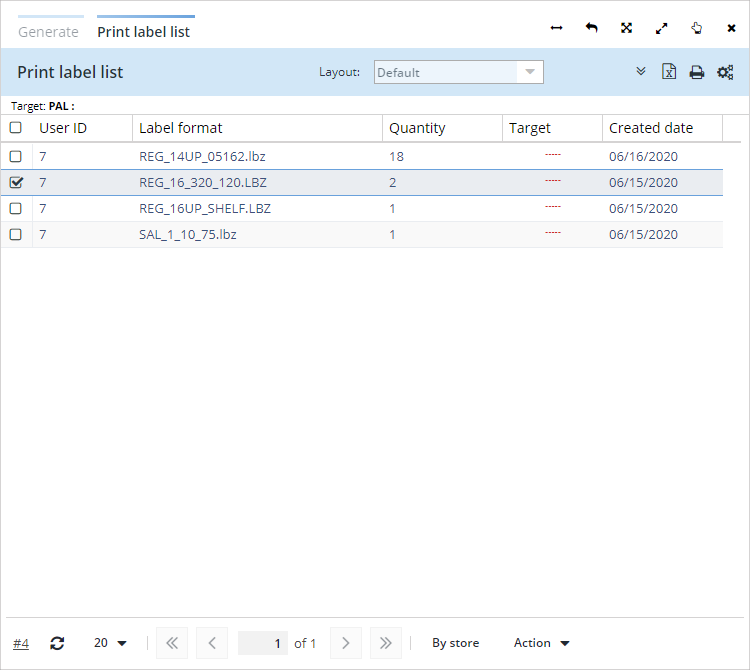 Generate Print label list
Print label list Layout: Default
Target: PAL :
User ID Label format Quantity Target Created date
7 REG_14UP_05162.lbz 18 ----- 06/16/2020
7 REG_16_320_120.LBZ 2 ----- 06/15/2020
7 REG_16UP_SHELF.LBZ 1 ----- 06/15/2020
7 SAL_1_10_75.lbz 1 ----- 06/15/2020
#4 20 1 of 1 By store Action